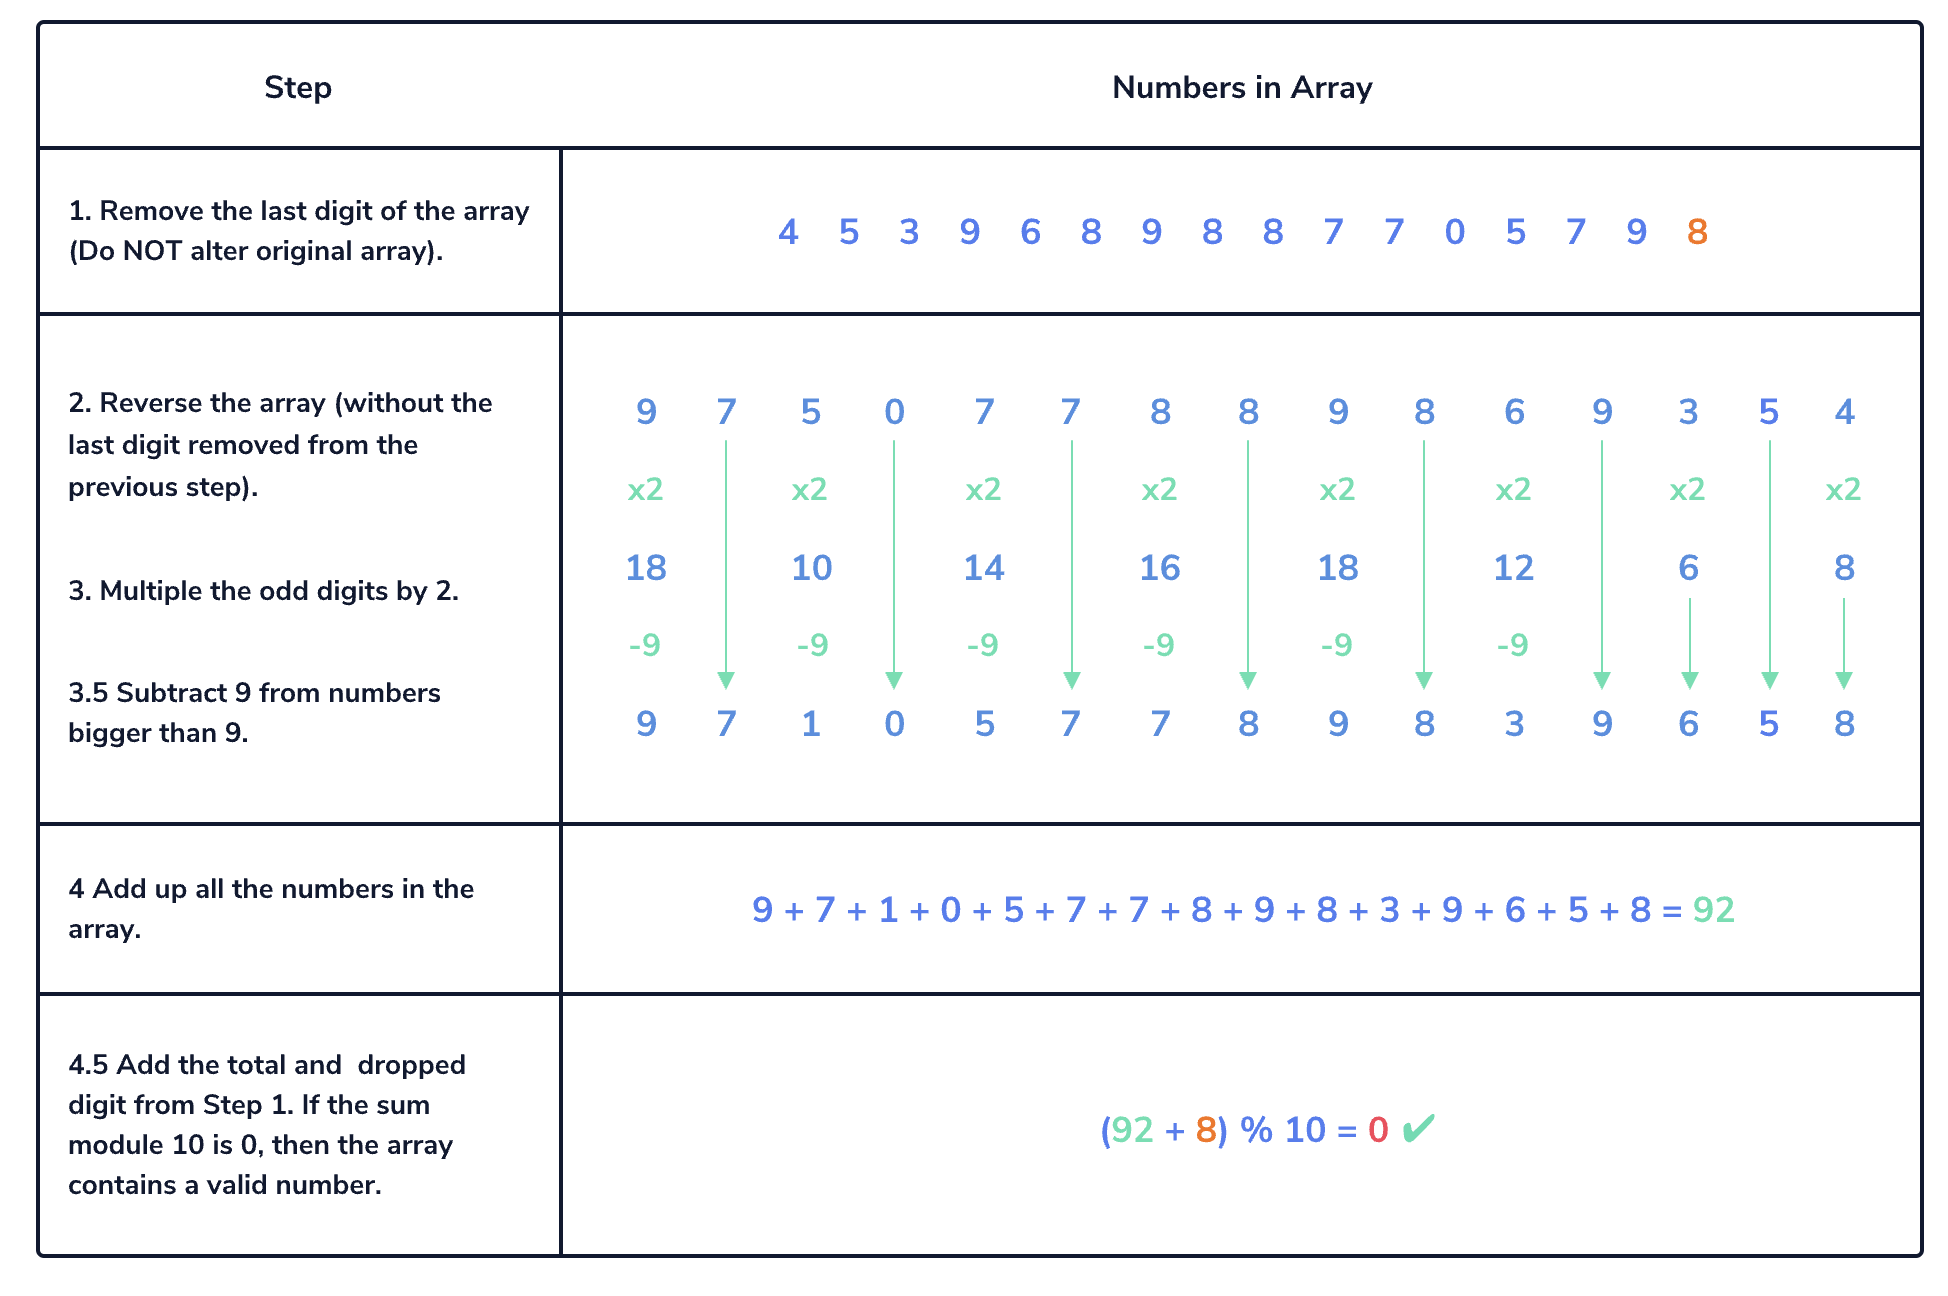 Step
Numbers in Array
1. Remove the last digit of the array
(Do NOT alter original array).
4 5 3 9 6 8 9 8 8 7 7 0 5 7 9 8
2. Reverse the array (without the
last digit removed from the
previous step).
3. Multiple the odd digits by 2.
3.5 Subtract 9 from numbers
bigger than 9.
9 7 5 0 7 7 8 8 9 8 6 9 3 5 4
x2 x2 x2 x2 x2 x2 x2 x2
18 10 14 16 18 12 6 8
-9 -9 -9 -9 -9 -9
9 7 1 0 5 7 7 8 9 8 3 9 6 5 8
4 Add up all the numbers in the
array.
9 + 7 + 1 + 0 + 5 + 7 + 7 + 8 + 9 + 8 + 3 + 9 + 6 + 5 + 8 = 92
4.5 Add the total and  dropped
digit from Step 1. If the sum
module 10 is 0, then the array
contains a valid number.
(92 + 8) % 10 = 0 ✔